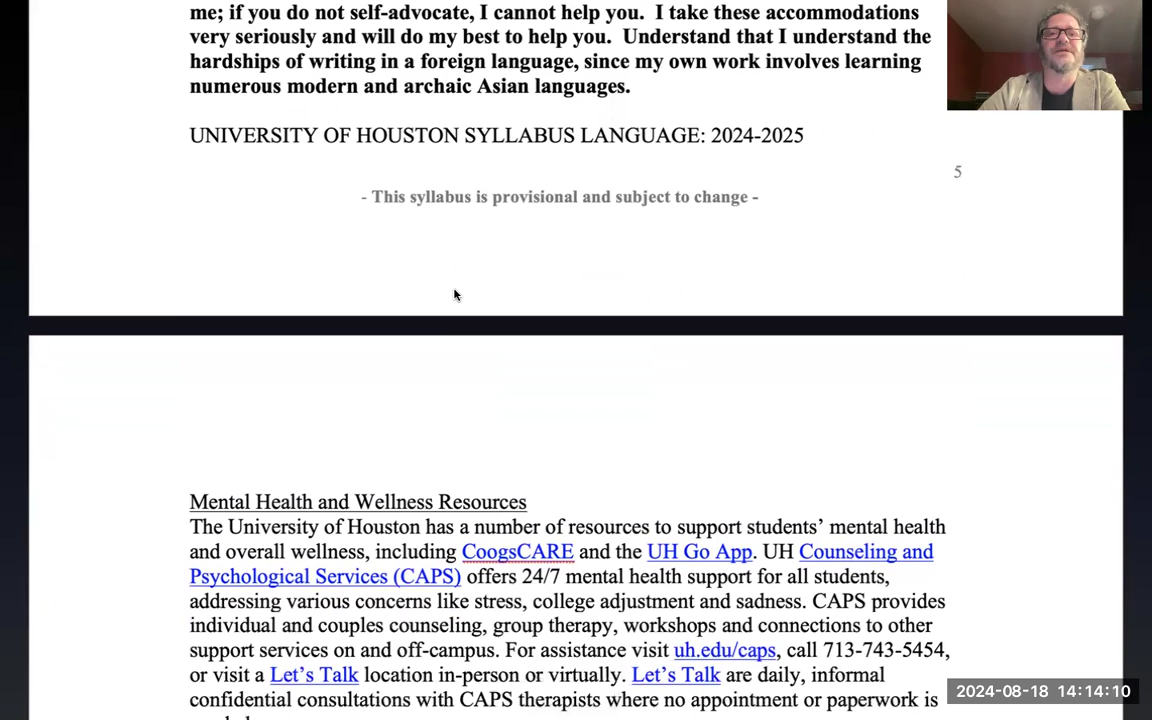 me; if you do not self-advocate, I cannot help you. I take these accommodations
very seriously and will do my best to help you. Understand that I understand the
hardships of writing in a foreign language, since my own work involves learning
numerous modern and archaic Asian languages.
UNIVERSITY OF HOUSTON SYLLABUS LANGUAGE: 2024-2025
5
- This syllabus is provisional and subject to change -
Mental Health and Wellness Resources
The University of Houston has a number of resources to support students’ mental health
and overall wellness, including CoogsCARE and the UH Go App. UH Counseling and
Psychological Services (CAPS) offers 24/7 mental health support for all students,
addressing various concerns like stress, college adjustment and sadness. CAPS provides
individual and couples counseling, group therapy, workshops and connections to other
support services on and off-campus. For assistance visit uh.edu/caps, call 713-743-5454,
or visit a Let’s Talk location in-person or virtually. Let’s Talk are daily, informal
confidential consultations with CAPS therapists where no appointment or paperwork is
2024-08-18 14:14:10